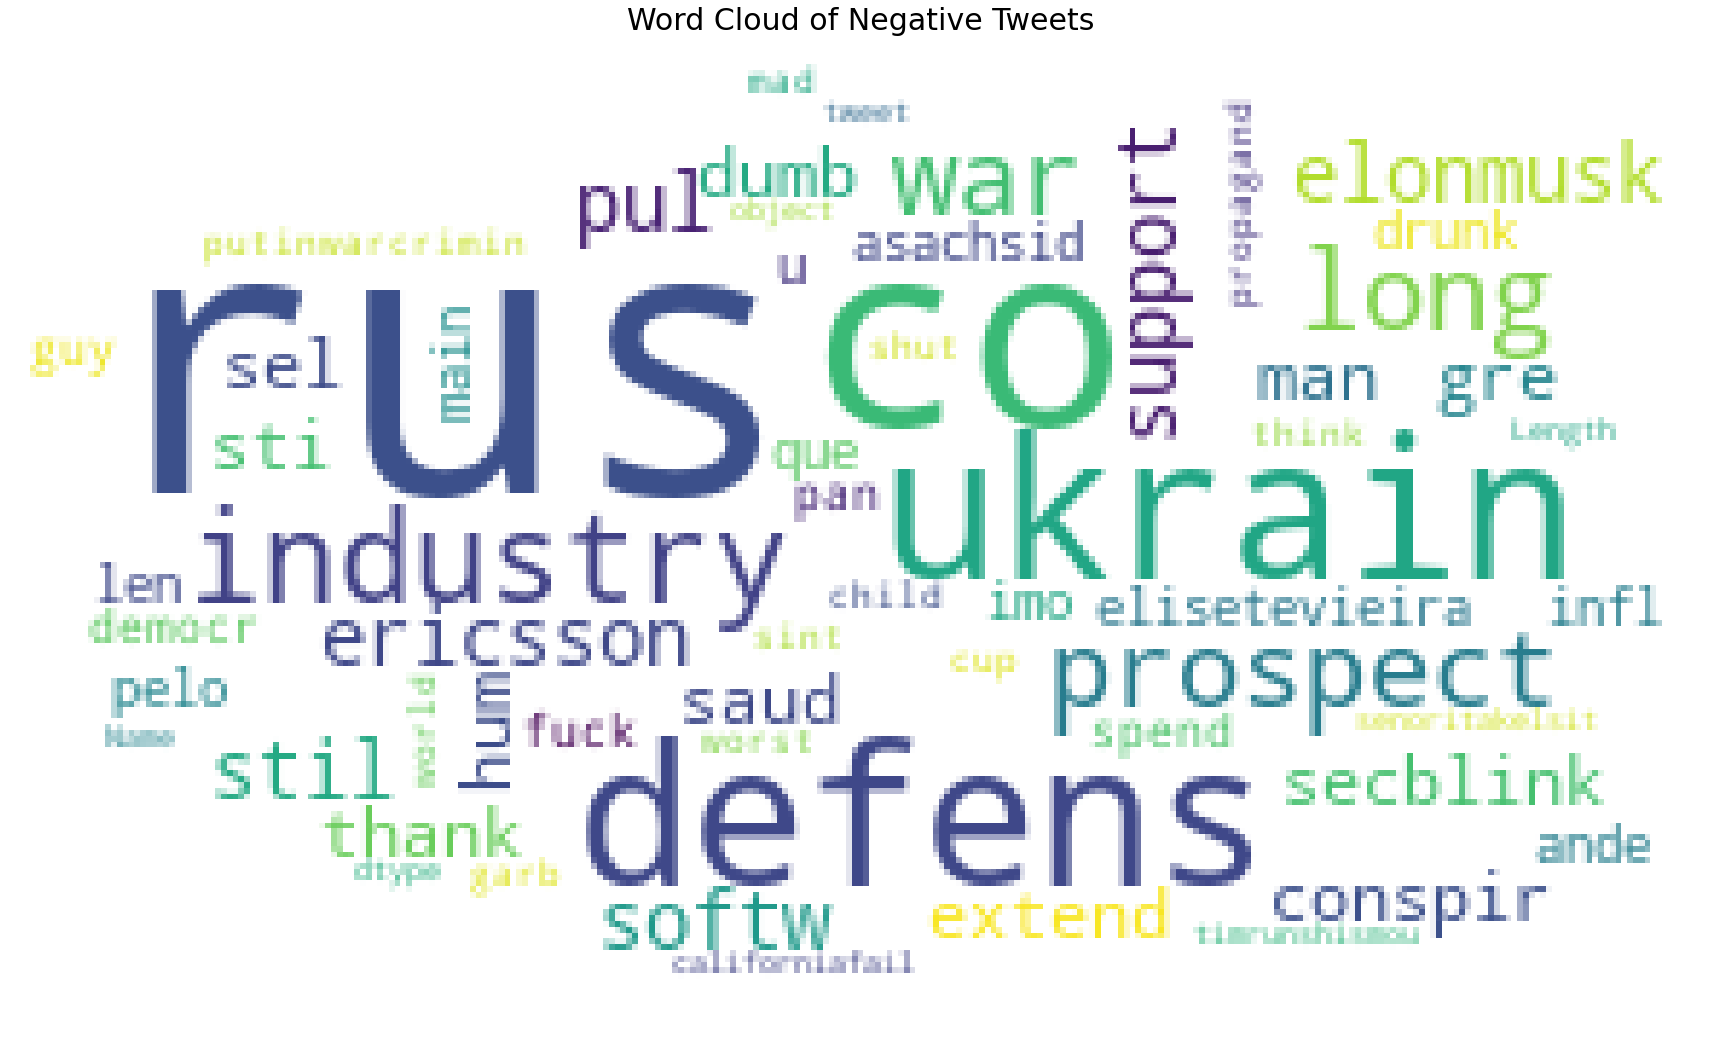 Word Cloud of Negative Tweets
mad
tweet
propagand
support
dumb
war
elonmusk
pul
object
drunk
putinwarcrimin
asachsid
u
long
rus
co
guy
sel
main
shut
man
gre
sti
que
think
Length
pan
ukrain
industry
len
child
imo
elisetevieira
infl
democr
ericsson
sint
cup
prospect
pelo
world
hum
saud
Name
fuck
worst
spend
senoritakelsit
stil
defens
secblink
thank
ande
dtype
garb
softw
extend
conspir
timrunshismou
californiafail